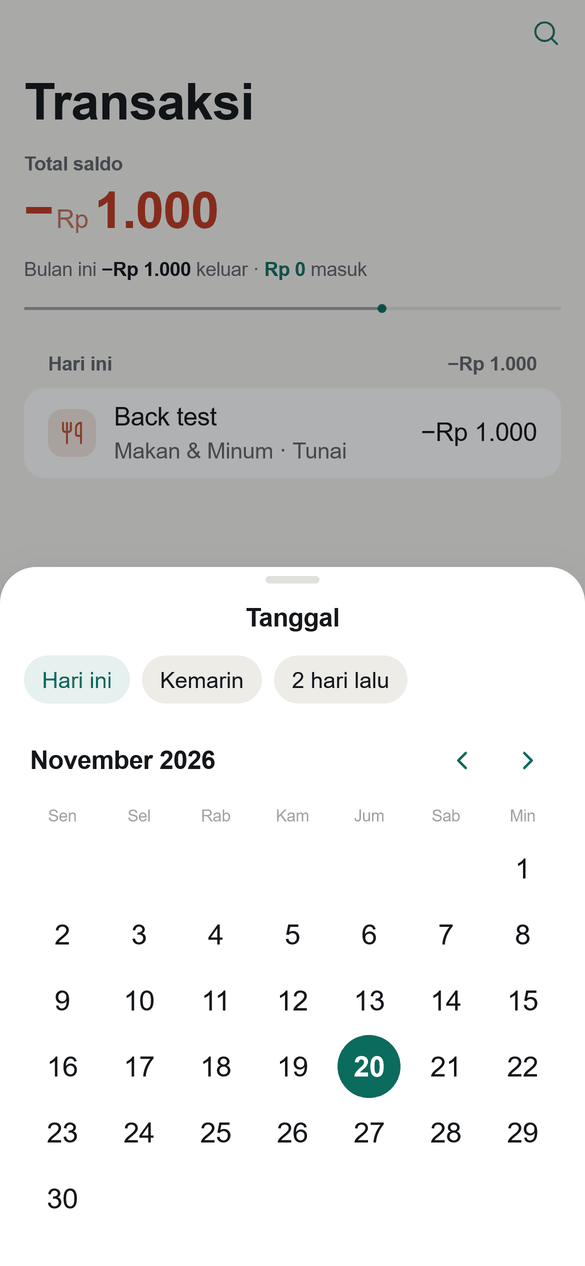 Transaksi
Total saldo
−Rp 1.000
Bulan ini −Rp 1.000 keluar · Rp 0 masuk
Hari ini −Rp 1.000
Back test
Makan & Minum · Tunai
−Rp 1.000
Tanggal
Hari ini Kemarin 2 hari lalu
November 2026
Sen Sel Rab Kam Jum Sab Min
1
2 3 4 5 6 7 8
9 10 11 12 13 14 15
16 17 18 19 20 21 22
23 24 25 26 27 28 29
30